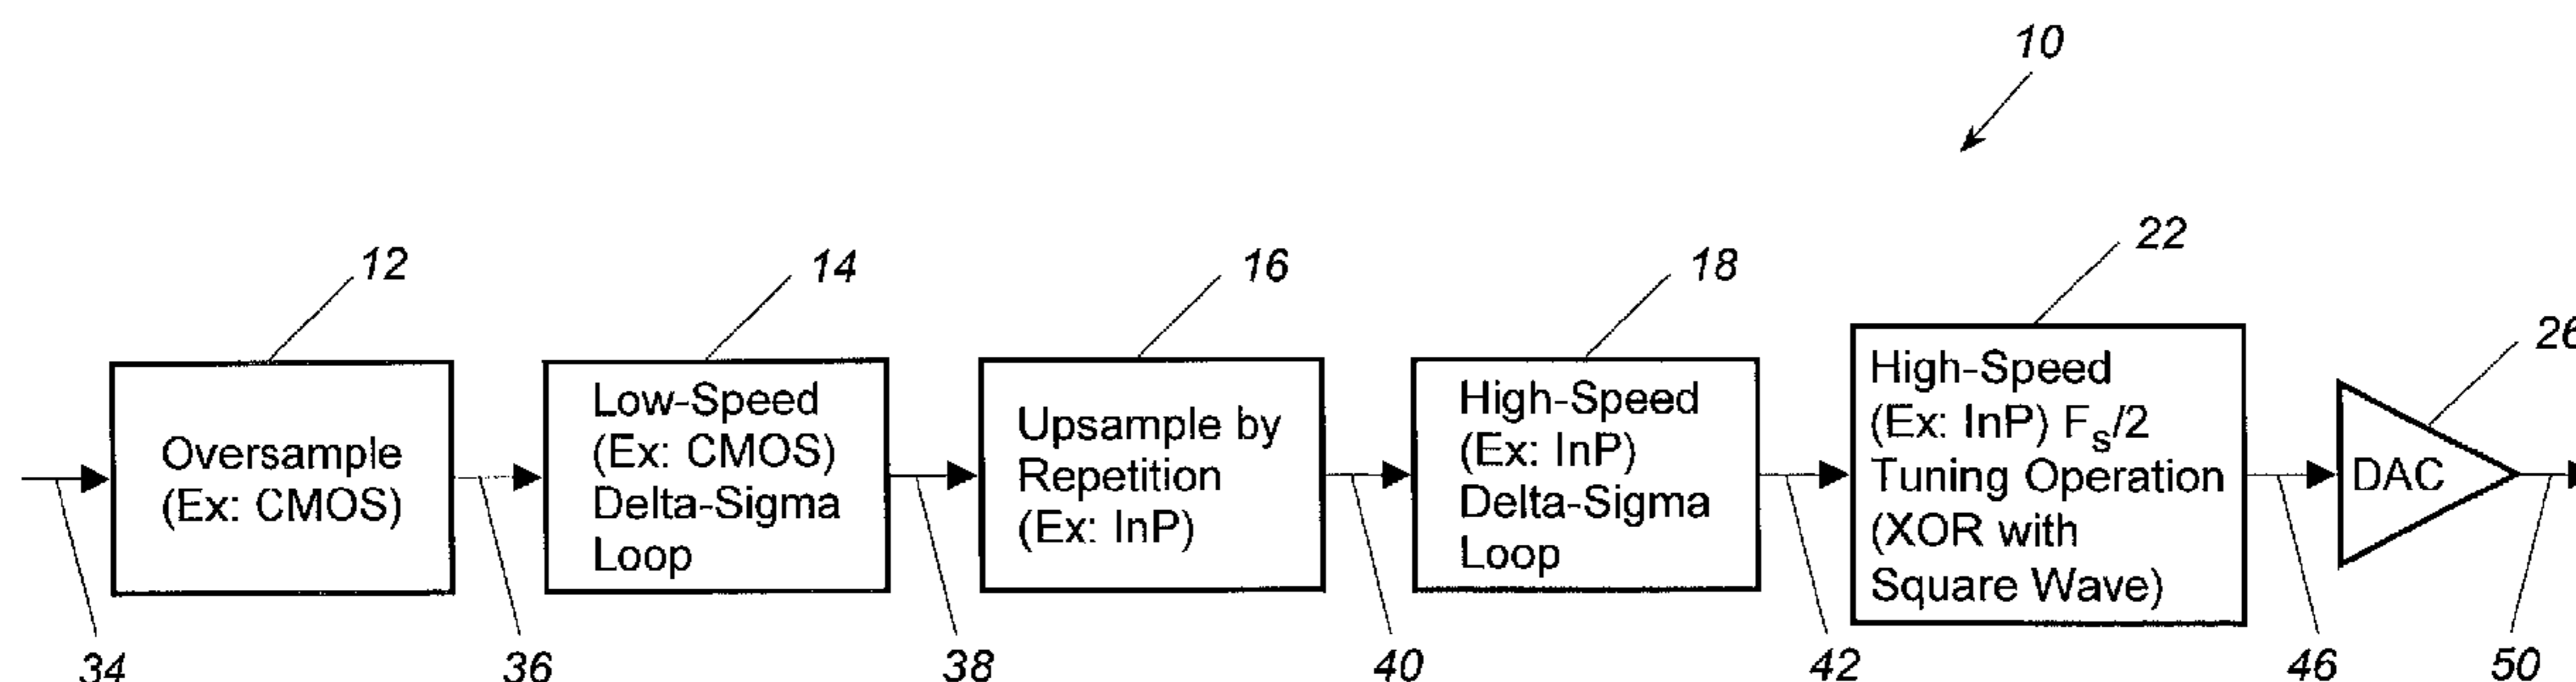 10
12
14
16
18
22
26
Oversample
(Ex: CMOS)
Low-Speed
(Ex: CMOS)
Delta-Sigma
Loop
Upsample by
Repetition
(Ex: InP)
High-Speed
(Ex: InP)
Delta-Sigma
Loop
High-Speed
(Ex: InP) Fs/2
Tuning Operation
(XOR with
Square Wave)
DAC
34
36
38
40
42
46
50